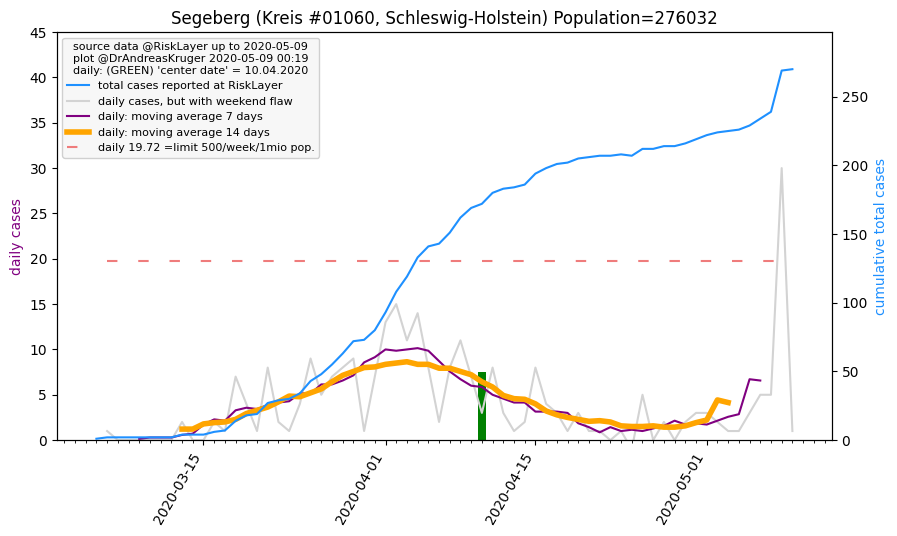 Segeberg (Kreis #01060, Schleswig-Holstein) Population=276032
source data @RiskLayer up to 2020-05-09
plot @DrAndreasKruger 2020-05-09 00:19
daily: (GREEN) 'center date' = 10.04.2020
total cases reported at RiskLayer
daily cases, but with weekend flaw
daily: moving average 7 days
daily: moving average 14 days
daily 19.72 =limit 500/week/1mio pop.
daily cases
45
40
35
30
25
20
15
10
5
0
250
200
150
100
50
0
cumulative total cases
2020-03-15
2020-04-01
2020-04-15
2020-05-01